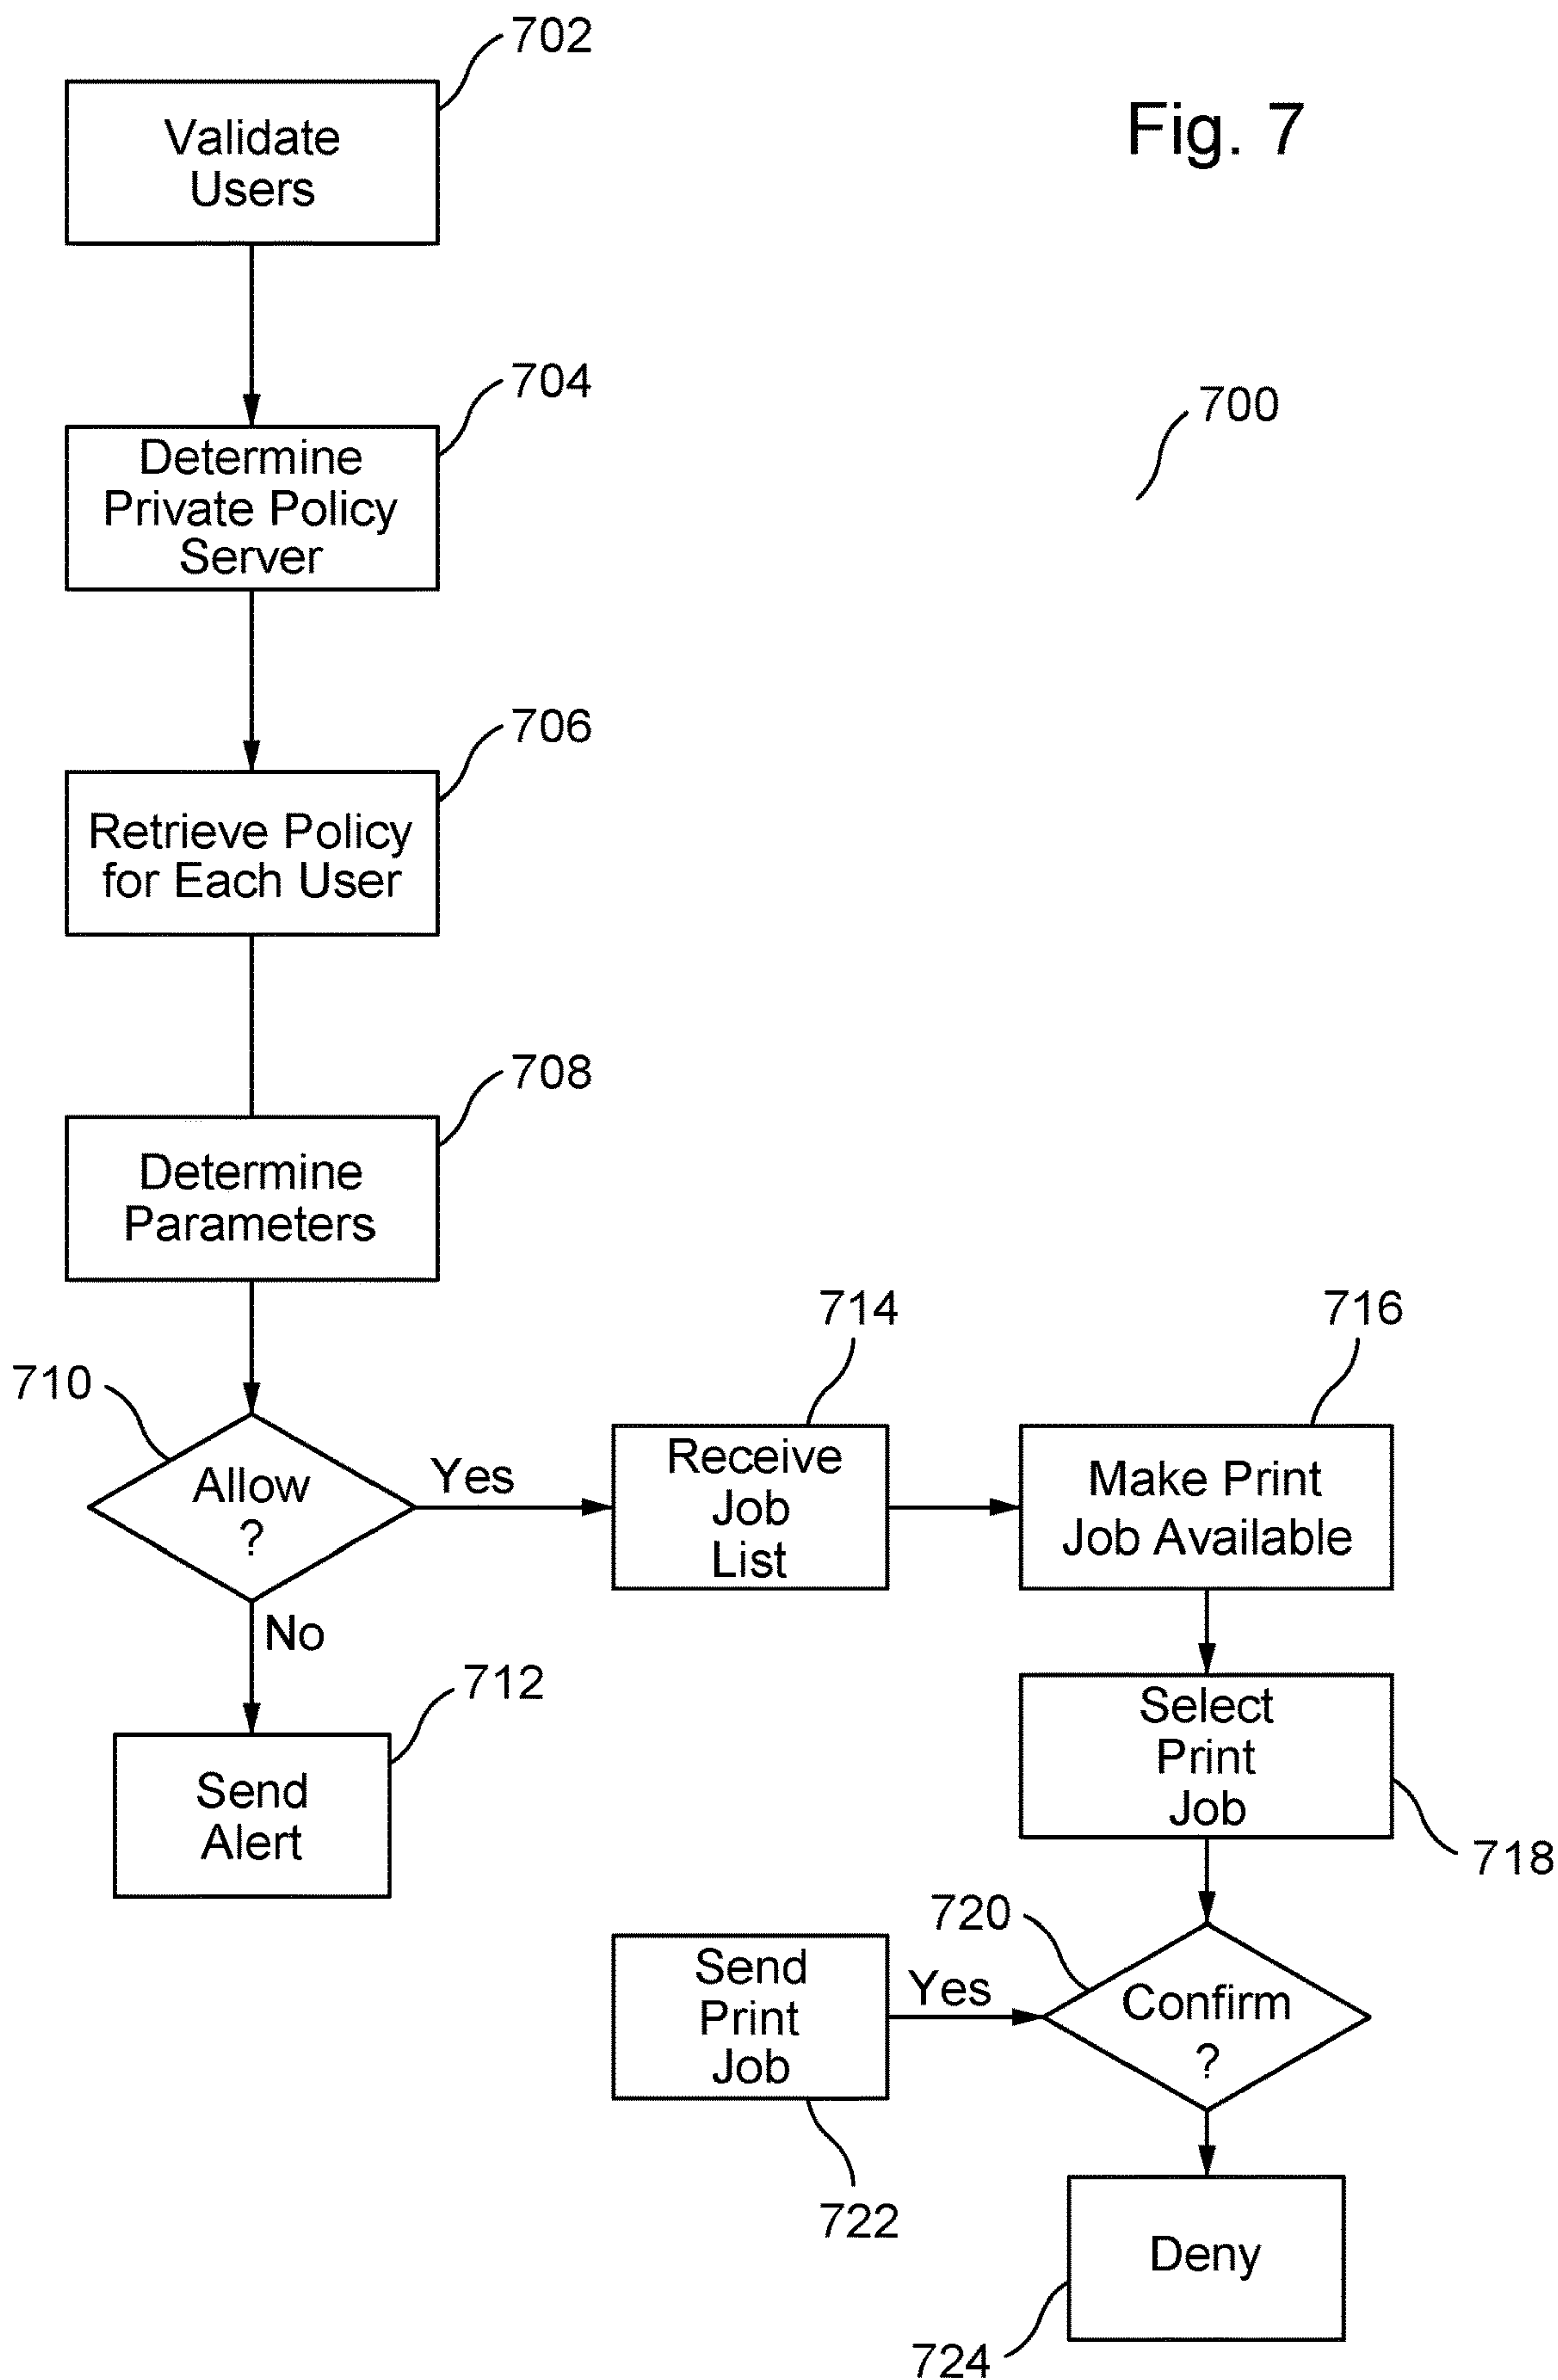 702
Fig. 7
Validate
Users
704
700
Determine
Private Policy
Server
706
Retrieve Policy
for Each User
708
Determine
Parameters
714
716
710
Allow
?
Yes
Receive
Job
List
Make Print
Job Available
No
712
Send
Alert
Select
Print
Job
718
720
Send
Print
Job
Yes
Confirm
?
722
Deny
724